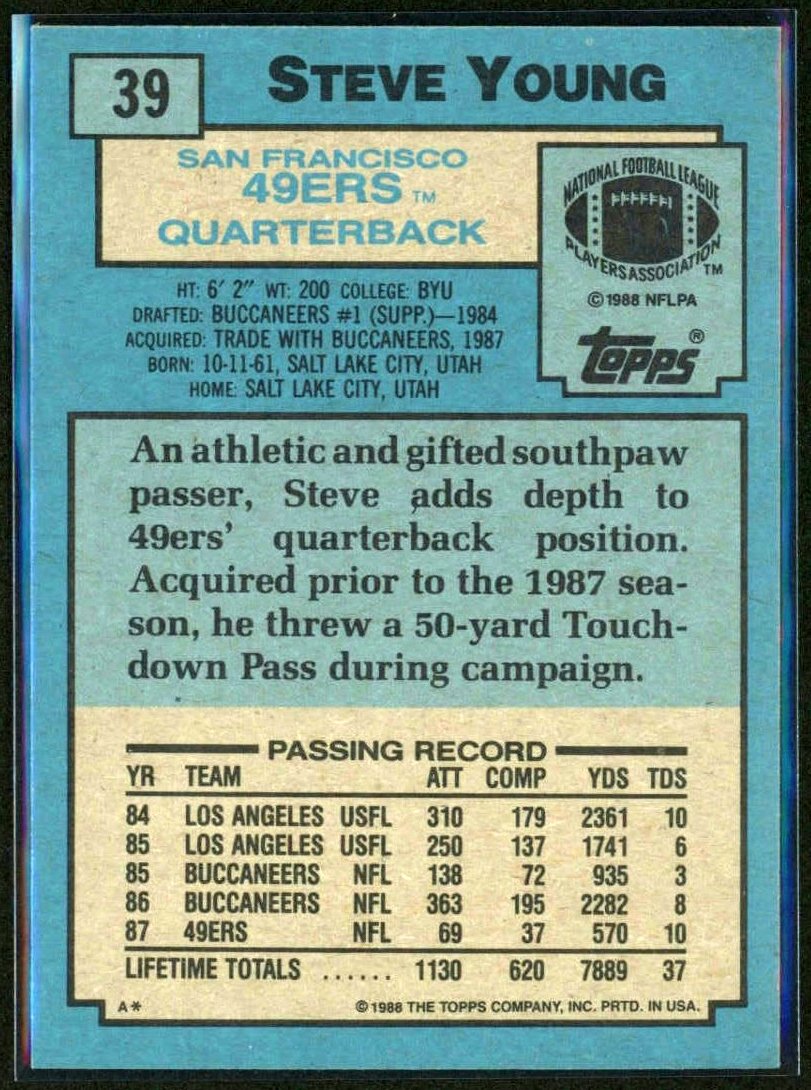 39
STEVE YOUNG
SAN FRANCISCO
49ERS TM
QUARTERBACK
NATIONAL FOOTBALL LEAGUE
PLAYERS ASSOCIATION TM
© 1988 NFLPA
topps®
HT: 6' 2" WT: 200 COLLEGE: BYU
DRAFTED: BUCCANEERS #1 (SUPP.)—1984
ACQUIRED: TRADE WITH BUCCANEERS, 1987
BORN: 10-11-61, SALT LAKE CITY, UTAH
HOME: SALT LAKE CITY, UTAH
An athletic and gifted southpaw
passer, Steve adds depth to
49ers' quarterback position.
Acquired prior to the 1987 sea-
son, he threw a 50-yard Touch-
down Pass during campaign.
PASSING RECORD
YR TEAM ATT COMP YDS TDS
84 LOS ANGELES USFL 310 179 2361 10
85 LOS ANGELES USFL 250 137 1741 6
85 BUCCANEERS NFL 138 72 935 3
86 BUCCANEERS NFL 363 195 2282 8
87 49ERS NFL 69 37 570 10
LIFETIME TOTALS ...... 1130 620 7889 37
A* © 1988 THE TOPPS COMPANY, INC. PRTD. IN USA.